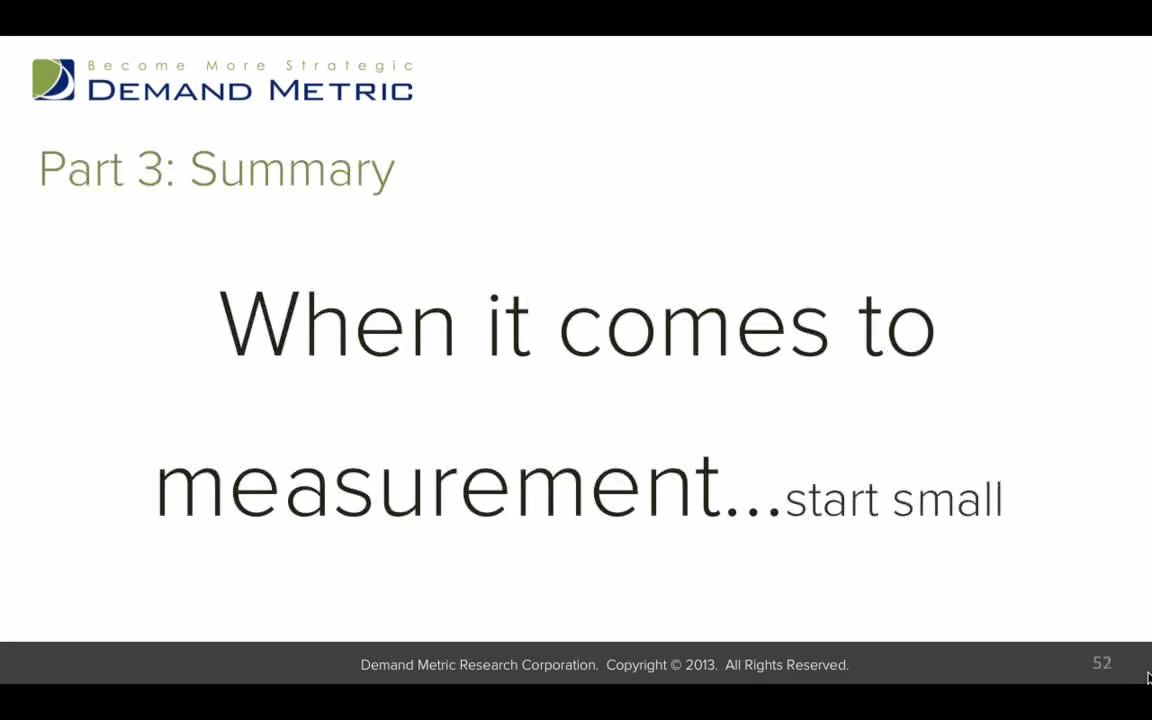 Become More Strategic
DEMAND METRIC
Part 3: Summary
When it comes to
measurement...start small
Demand Metric Research Corporation. Copyright © 2013. All Rights Reserved.
52